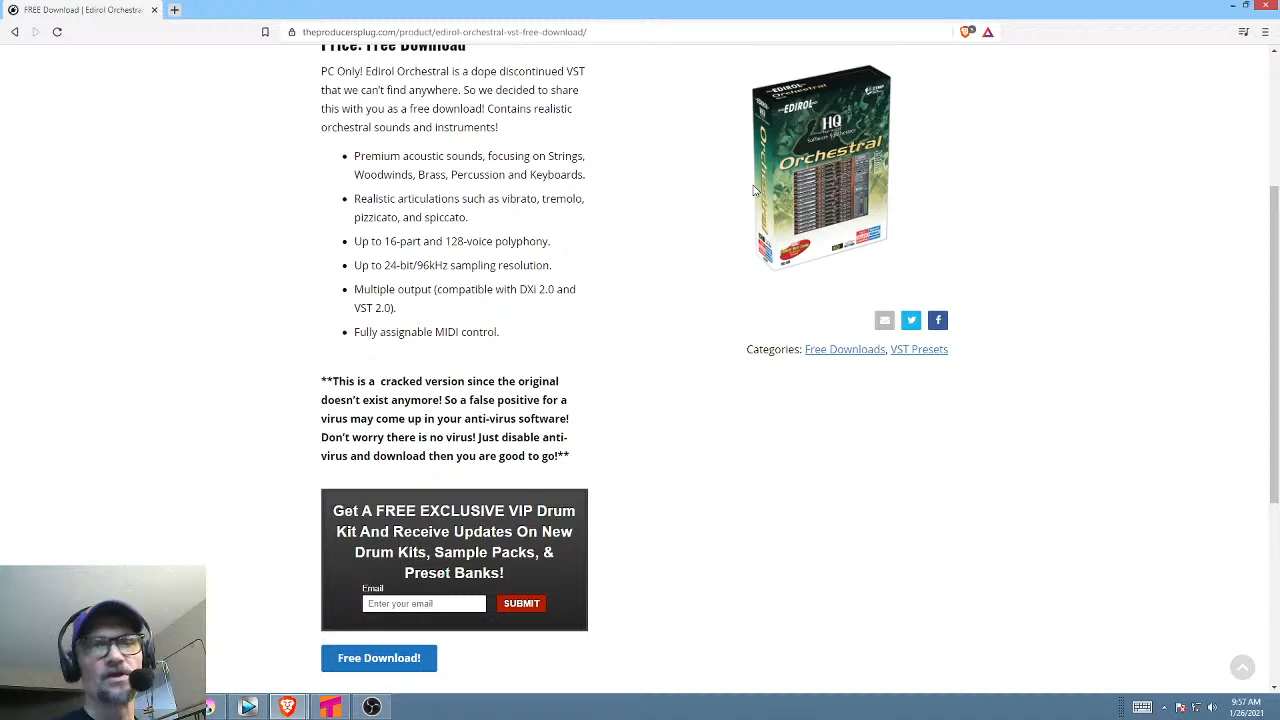 FREE Download | Edirol Orchestra
theproducersplug.com/product/edirol-orchestral-vst-free-download/
Price: Free Download
PC Only! Edirol Orchestral is a dope discontinued VST
that we can't find anywhere. So we decided to share
this with you as a free download! Contains realistic
orchestral sounds and instruments!
Premium acoustic sounds, focusing on Strings,
Woodwinds, Brass, Percussion and Keyboards.
Realistic articulations such as vibrato, tremolo,
pizzicato, and spiccato.
Up to 16-part and 128-voice polyphony.
Up to 24-bit/96kHz sampling resolution.
Multiple output (compatible with DXi 2.0 and
VST 2.0).
Fully assignable MIDI control.
**This is a cracked version since the original
doesn't exist anymore! So a false positive for a
virus may come up in your anti-virus software!
Don't worry there is no virus! Just disable anti-
virus and download then you are good to go!**
Get A FREE EXCLUSIVE VIP Drum
Kit And Receive Updates On New
Drum Kits, Sample Packs, &
Preset Banks!
Email
Enter your email
SUBMIT
Free Download!
EDIROL
Orchestral
EDIROL
HQ
Orchestral
Orchestral
Categories: Free Downloads, VST Presets
9:57 AM
1/26/2021